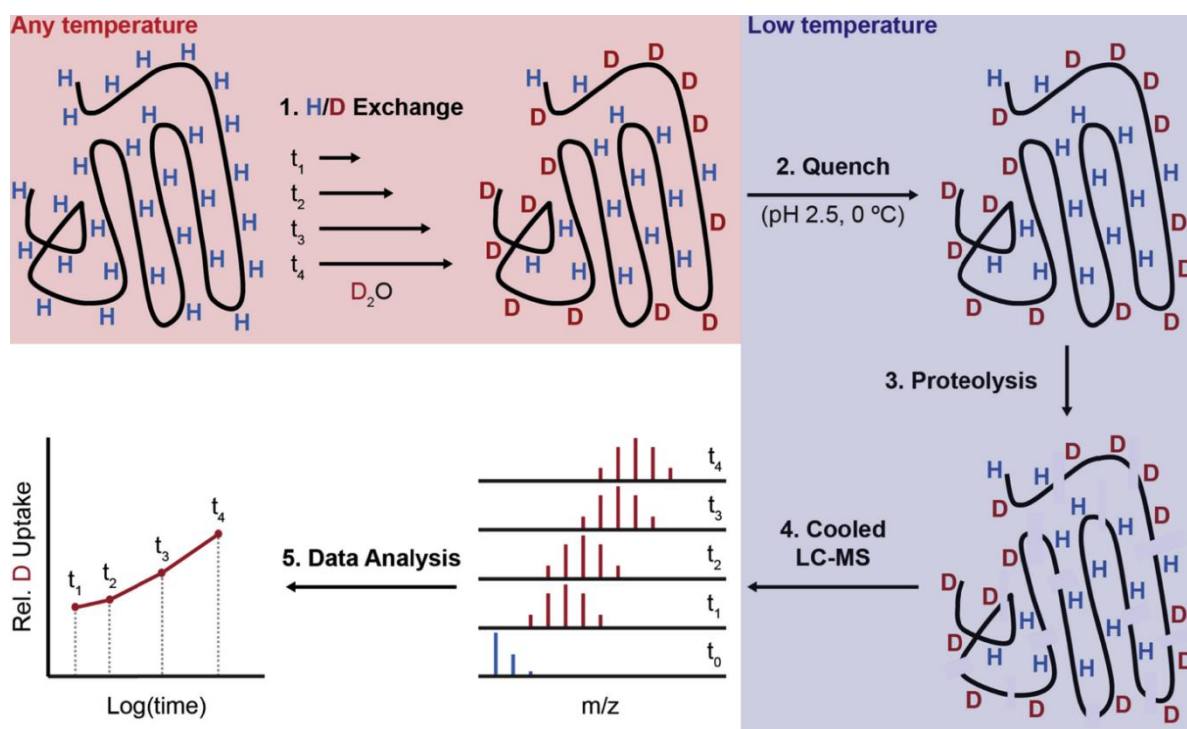 Any temperature
H H H H H
H H
H H
H H H
H H H H H
H H H
H H H H H
H H H H
1. H/D Exchange
t1
t2
t3
t4
D2O
H H D D D
D D
H H
D H H
D D H H D
H D H
D H H H D
D D D D
Low temperature
2. Quench
(pH 2.5, 0 ºC)
H H D D D
D D
H H
D H H
D D H H D
H D H
D H H H D
D D D D
3. Proteolysis
H H D D D
D D
H H
D H H
D D H H D
H D H
D H H H D
D D D D
4. Cooled
LC-MS
t4
t3
t2
t1
t0
m/z
5. Data Analysis
Rel. D Uptake
t1
t2
t3
t4
Log(time)